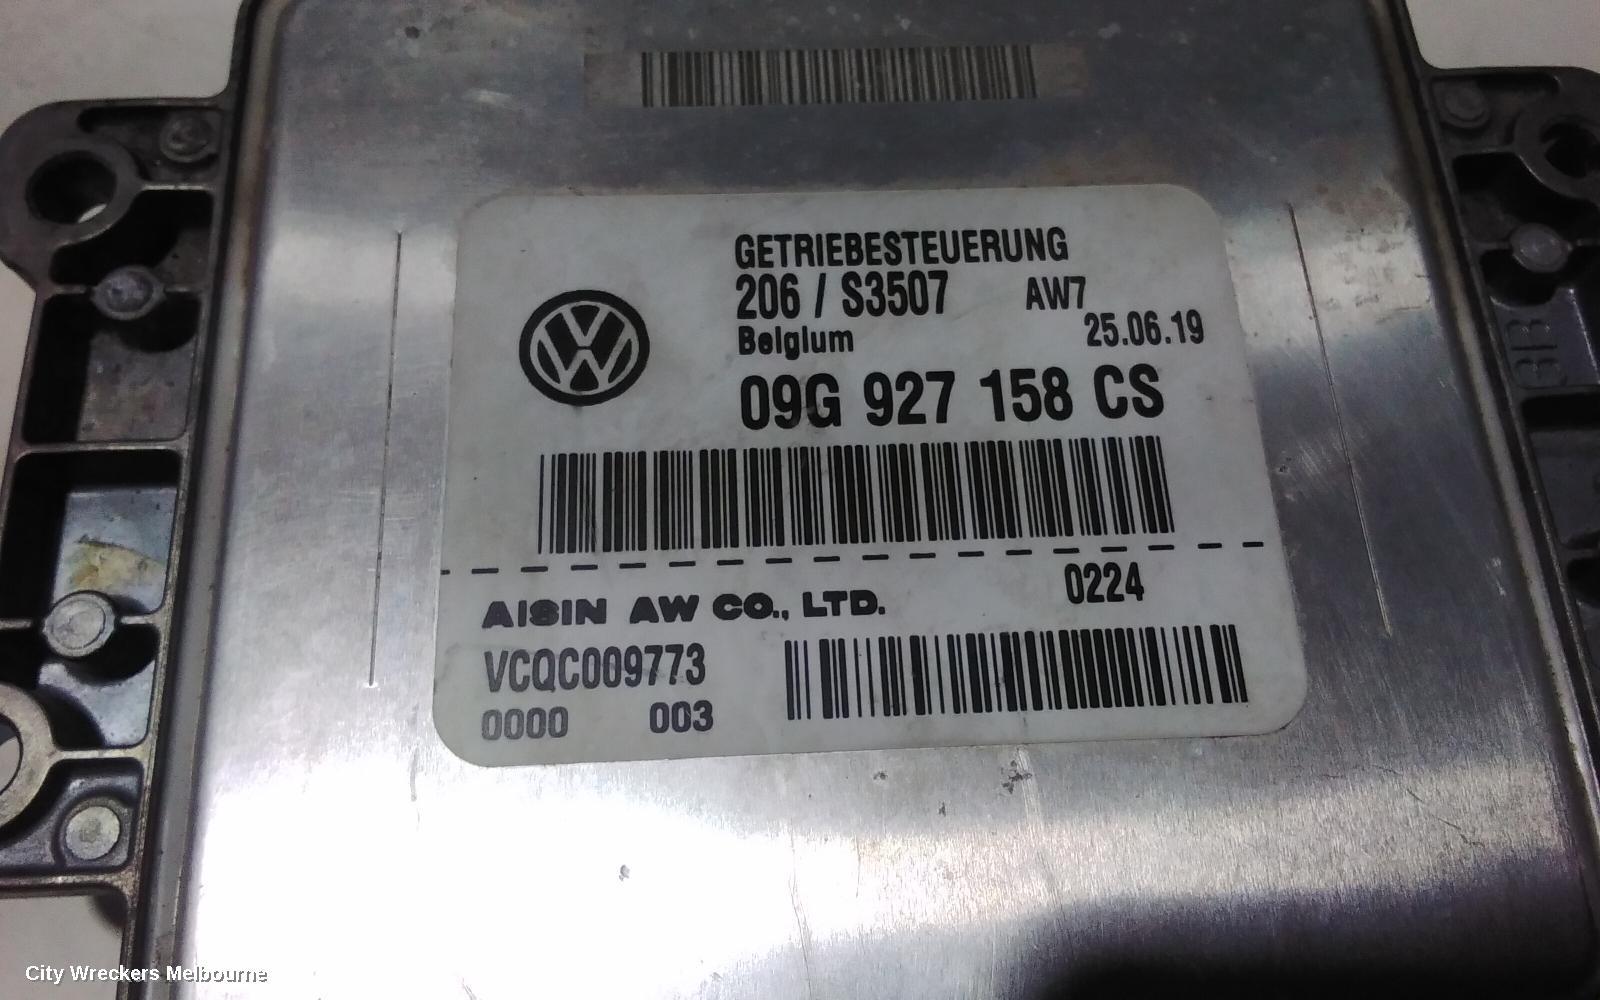 GETRIEBESTEUERUNG
206 / S3507 AW7
Belgium 25.06.19
09G 927 158 CS
AISIN AW CO., LTD. 0224
VCQC009773
0000 003
City Wreckers Melbourne